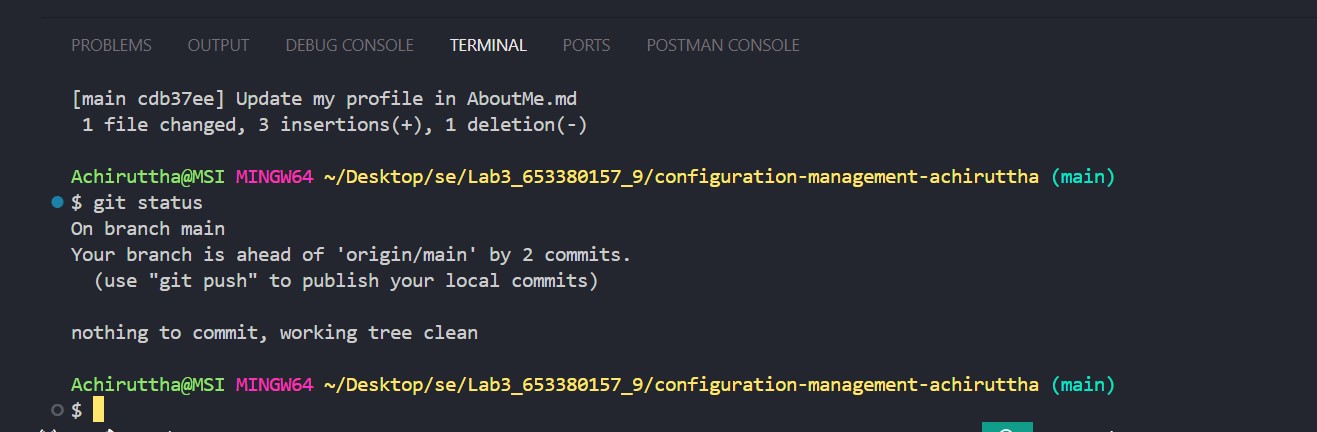 PROBLEMS OUTPUT DEBUG CONSOLE TERMINAL PORTS POSTMAN CONSOLE
[main cdb37ee] Update my profile in AboutMe.md
 1 file changed, 3 insertions(+), 1 deletion(-)
Achiruttha@MSI MINGW64 ~/Desktop/se/Lab3_653380157_9/configuration-management-achiruttha (main)
$ git status
On branch main
Your branch is ahead of 'origin/main' by 2 commits.
  (use "git push" to publish your local commits)
nothing to commit, working tree clean
Achiruttha@MSI MINGW64 ~/Desktop/se/Lab3_653380157_9/configuration-management-achiruttha (main)
$